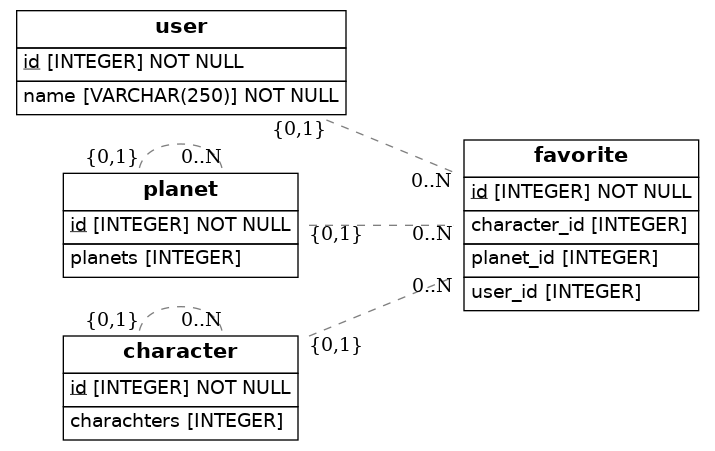 user
id [INTEGER] NOT NULL
name [VARCHAR(250)] NOT NULL
{0,1}
0..N
favorite
id [INTEGER] NOT NULL
character_id [INTEGER]
planet_id [INTEGER]
user_id [INTEGER]
{0,1} 0..N
planet
id [INTEGER] NOT NULL
planets [INTEGER]
{0,1} 0..N
0..N
{0,1}
{0,1} 0..N
character
id [INTEGER] NOT NULL
charachters [INTEGER]